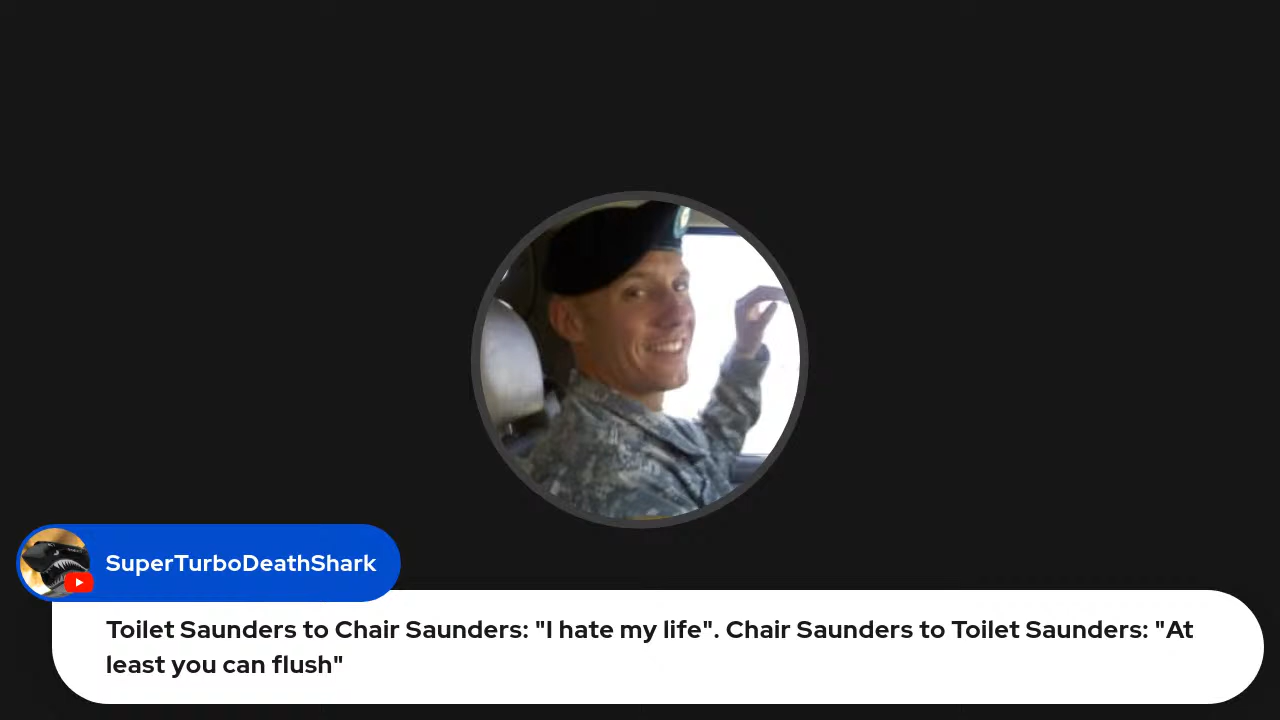 SuperTurboDeathShark
Toilet Saunders to Chair Saunders: "I hate my life". Chair Saunders to Toilet Saunders: "At
least you can flush"